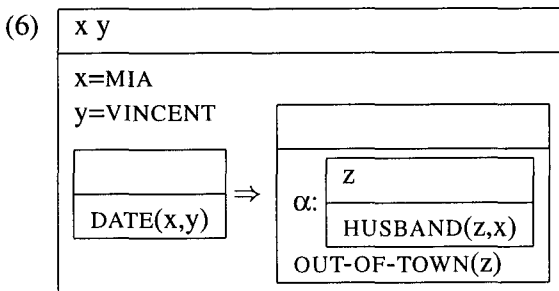 (6) x y
x=MIA
y=VINCENT
DATE(x,y) ⇒
z
α:
HUSBAND(z,x)
OUT-OF-TOWN(z)